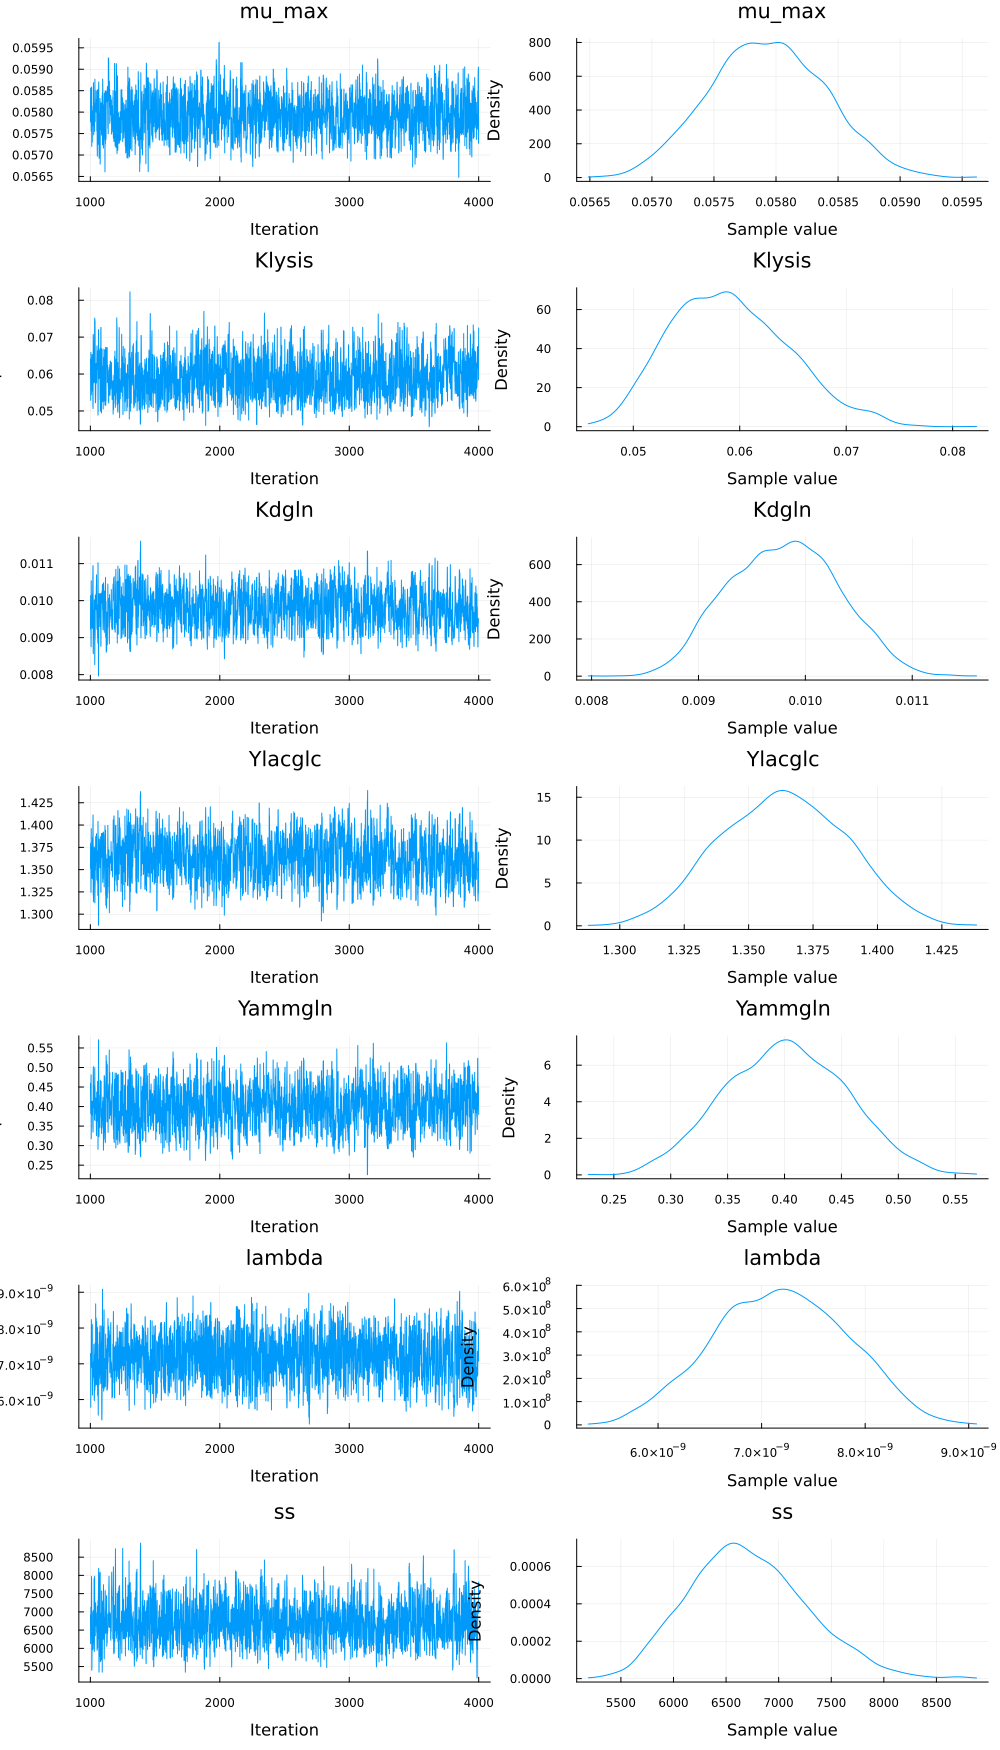 mu_max
mu_max
0.0595
0.0590
0.0585
0.0580
0.0575
0.0570
0.0565
1000 2000 3000 4000
Iteration
Density
800
600
400
200
0
0.0565 0.0570 0.0575 0.0580 0.0585 0.0590 0.0595
Sample value
Klysis
Klysis
0.08
0.07
0.06
0.05
1000 2000 3000 4000
Iteration
Density
60
40
20
0
0.05 0.06 0.07 0.08
Sample value
Kdgln
Kdgln
0.011
0.010
0.009
0.008
1000 2000 3000 4000
Iteration
Density
600
400
200
0
0.008 0.009 0.010 0.011
Sample value
Ylacglc
Ylacglc
1.425
1.400
1.375
1.350
1.325
1.300
1000 2000 3000 4000
Iteration
Density
15
10
5
0
1.300 1.325 1.350 1.375 1.400 1.425
Sample value
Yammgln
Yammgln
0.55
0.50
0.45
0.40
0.35
0.30
0.25
1000 2000 3000 4000
Iteration
Density
6
4
2
0
0.25 0.30 0.35 0.40 0.45 0.50 0.55
Sample value
lambda
lambda
9.0×10⁻⁹
8.0×10⁻⁹
7.0×10⁻⁹
6.0×10⁻⁹
1000 2000 3000 4000
Iteration
Density
6.0×10⁸
5.0×10⁸
4.0×10⁸
3.0×10⁸
2.0×10⁸
1.0×10⁸
0
6.0×10⁻⁹ 7.0×10⁻⁹ 8.0×10⁻⁹ 9.0×10⁻⁹
Sample value
ss
ss
8500
8000
7500
7000
6500
6000
5500
1000 2000 3000 4000
Iteration
Density
0.0006
0.0004
0.0002
0.0000
5500 6000 6500 7000 7500 8000 8500
Sample value